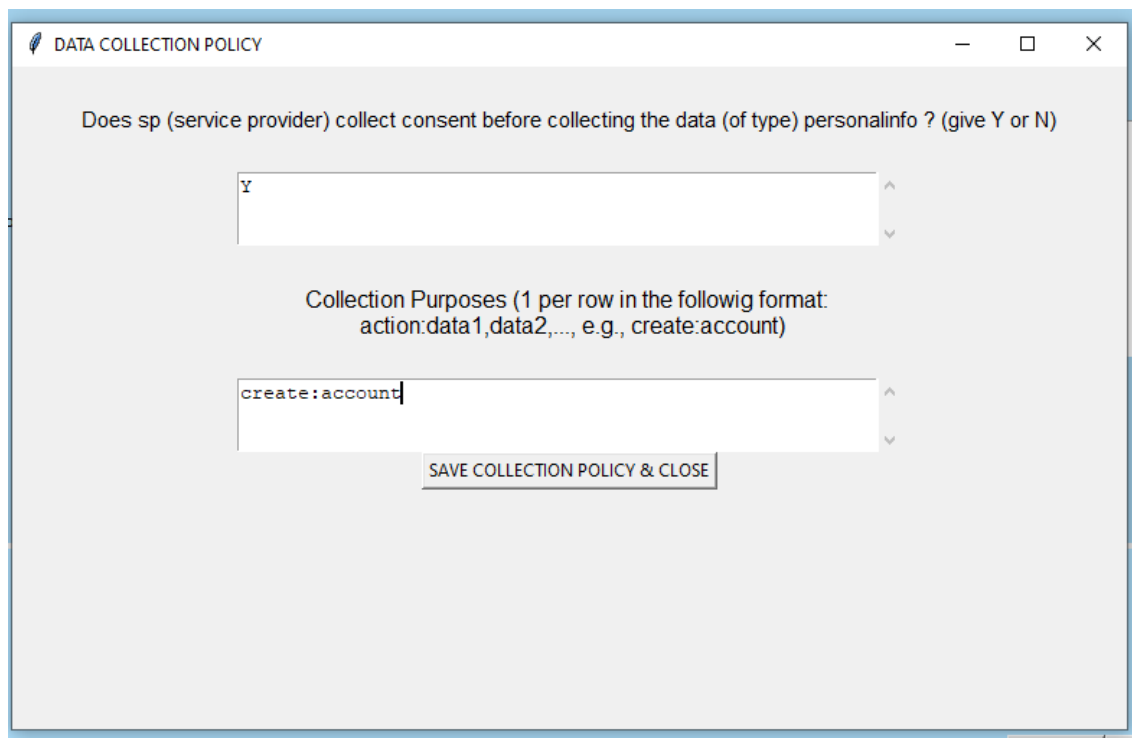 DATA COLLECTION POLICY
Does sp (service provider) collect consent before collecting the data (of type) personalinfo ? (give Y or N)
Y
Collection Purposes (1 per row in the followig format:
action:data1,data2,..., e.g., create:account)
create:account
SAVE COLLECTION POLICY & CLOSE